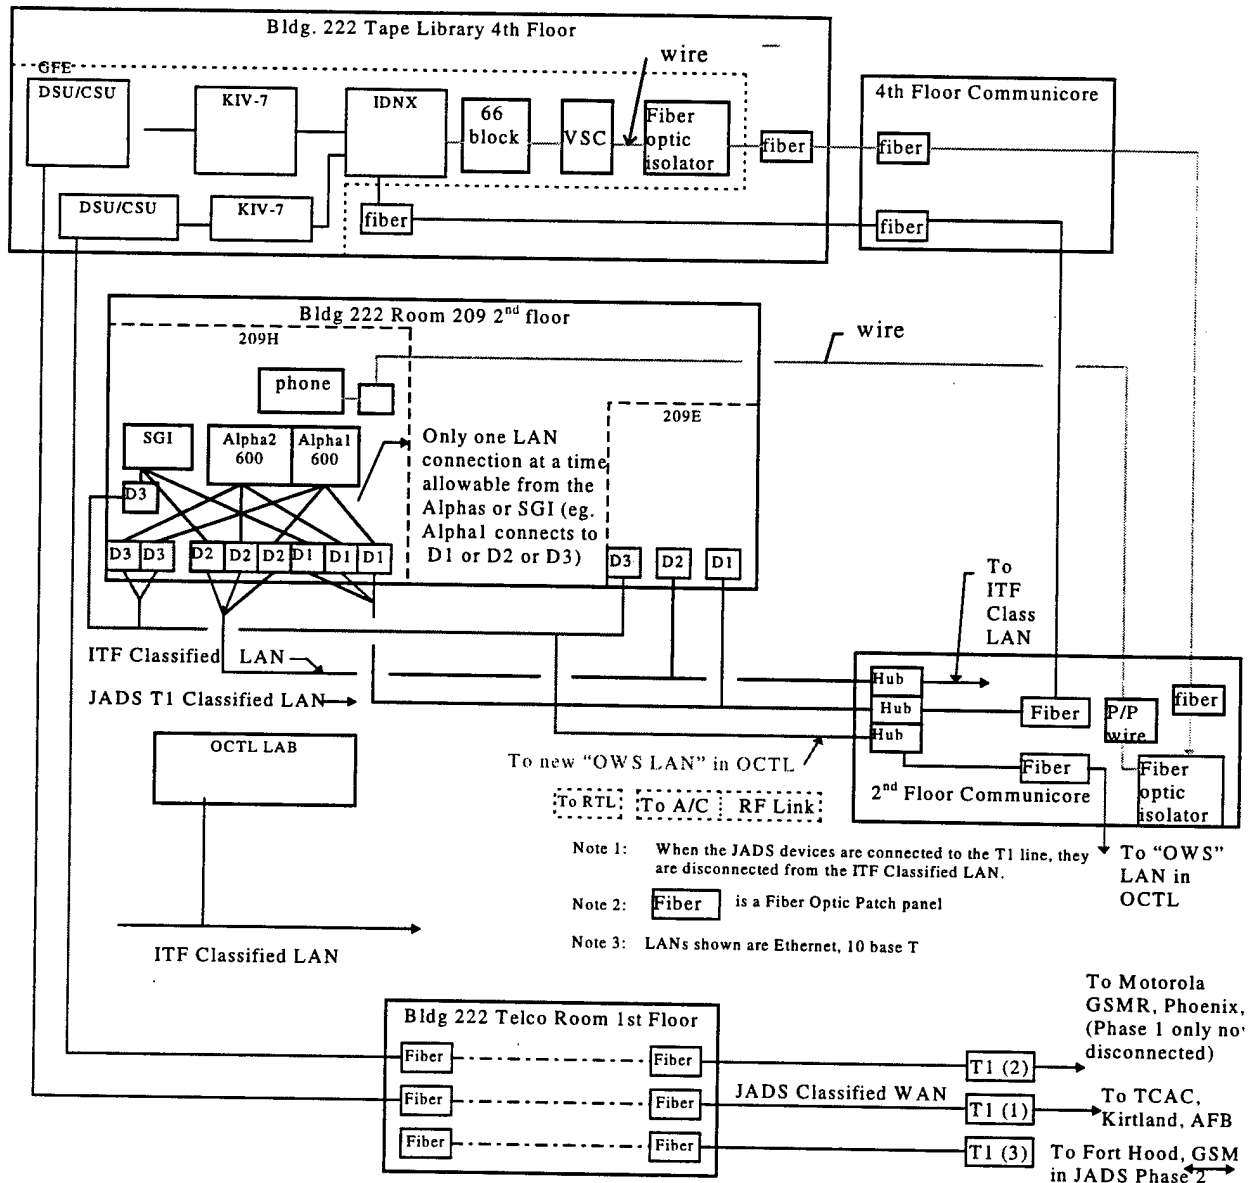 Bldg. 222 Tape Library 4th Floor
wire
GFE
DSU/CSU
KIV-7
IDNX
66
block
VSC
Fiber
optic
isolator
fiber
DSU/CSU
KIV-7
fiber
4th Floor Communicore
fiber
fiber
Bldg 222 Room 209 2nd floor
209H
wire
phone
209E
SGI
Alpha2
600
Alpha1
600
Only one LAN
connection at a time
allowable from the
Alphas or SGI (eg.
Alpha1 connects to
D1 or D2 or D3)
D3
D3 D3 D2 D2 D2 D1 D1 D1
D3 D2 D1
To
ITF
Class
LAN
ITF Classified LAN
JADS T1 Classified LAN
Hub
Hub
Hub
Fiber
P/P
wire
fiber
Fiber
Fiber
optic
isolator
2nd Floor Communicore
OCTL LAB
To new "OWS LAN" in OCTL
To RTL To A/C RF Link
Note 1: When the JADS devices are connected to the T1 line, they
are disconnected from the ITF Classified LAN.
To "OWS"
LAN in
OCTL
Note 2: Fiber is a Fiber Optic Patch panel
Note 3: LANs shown are Ethernet, 10 base T
ITF Classified LAN
Bldg 222 Telco Room 1st Floor
Fiber Fiber
Fiber Fiber
Fiber Fiber
JADS Classified WAN
T1 (2)
T1 (1)
T1 (3)
To Motorola
GSMR, Phoenix,
(Phase 1 only no
disconnected)
To TCAC,
Kirtland, AFB
To Fort Hood, GSM
in JADS Phase 2